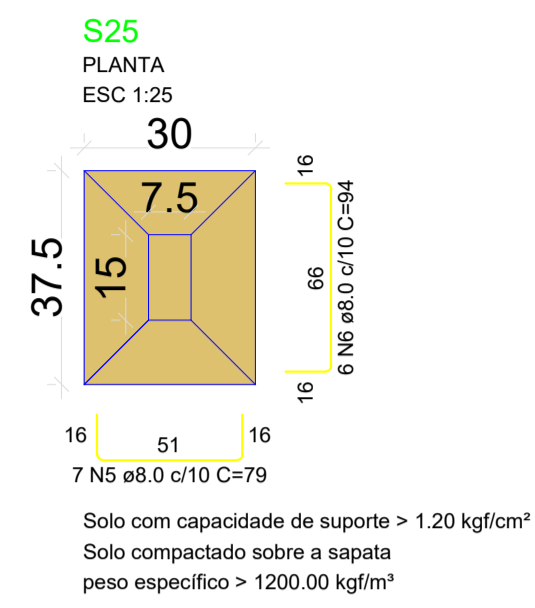 S25
PLANTA
ESC 1:25
30
7.5
15
37.5
16
66
16
6 N6 ø8.0 c/10 C=94
16
51
16
7 N5 ø8.0 c/10 C=79
Solo com capacidade de suporte > 1.20 kgf/cm²
Solo compactado sobre a sapata
peso específico > 1200.00 kgf/m³